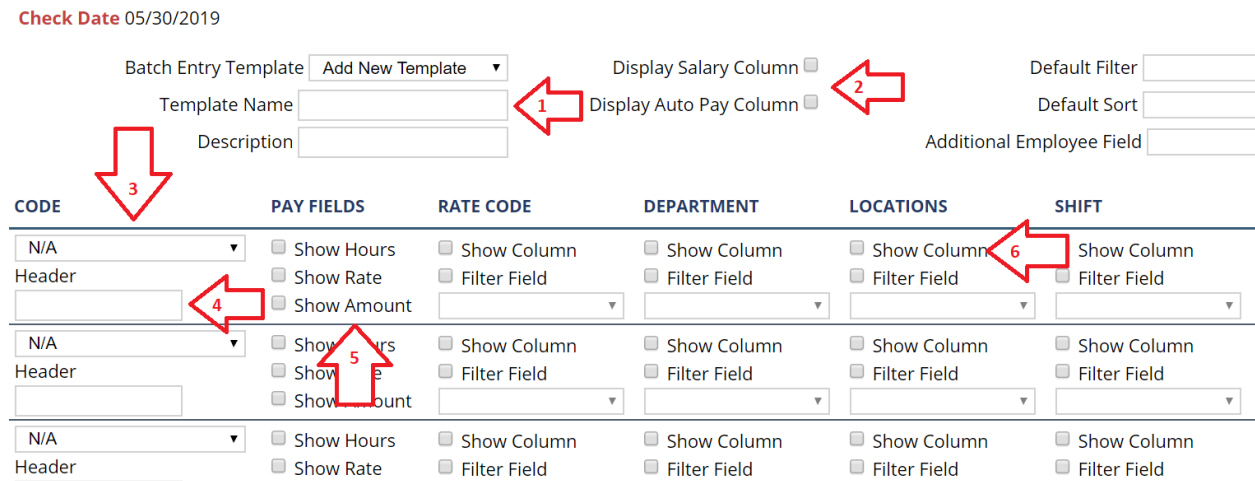 Check Date 05/30/2019
Batch Entry Template Add New Template Display Salary Column Default Filter
Template Name 1 Display Auto Pay Column 2 Default Sort
Description Additional Employee Field
3
CODE PAY FIELDS RATE CODE DEPARTMENT LOCATIONS SHIFT
N/A Show Hours Show Column Show Column Show Column 6 Show Column
Header Show Rate Filter Field Filter Field Filter Field Filter Field
4 Show Amount
N/A Show 5 Show Column Show Column Show Column Show Column
Header Show Filter Field Filter Field Filter Field Filter Field
Show
N/A Show Hours Show Column Show Column Show Column Show Column
Header Show Rate Filter Field Filter Field Filter Field Filter Field